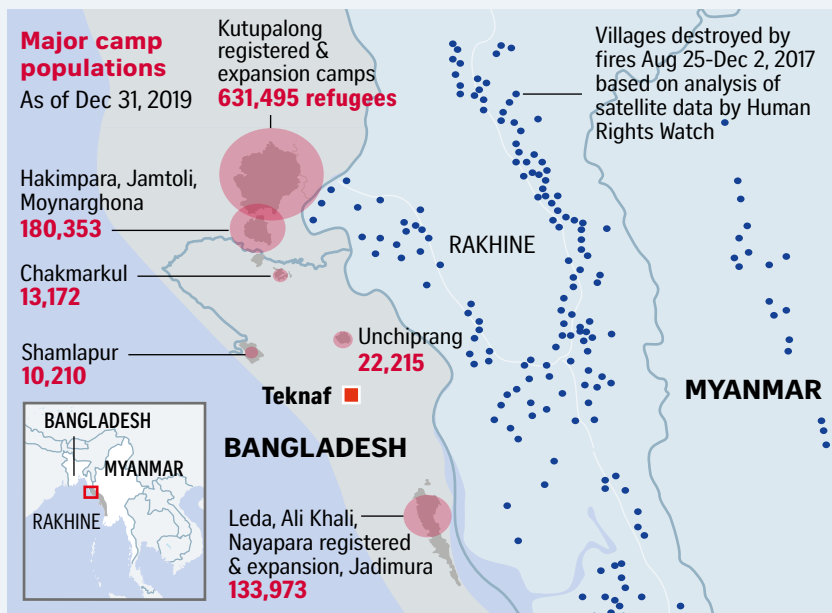 Major camp
populations
As of Dec 31, 2019
Kutupalong
registered &
expansion camps
631,495 refugees
Villages destroyed by
fires Aug 25-Dec 2, 2017
based on analysis of
satellite data by Human
Rights Watch
Hakimpara, Jamtoli,
Moynarghona
180,353
RAKHINE
Chakmarkul
13,172
Shamlapur
10,210
Unchiprang
22,215
Teknaf
MYANMAR
BANGLADESH
BANGLADESH
MYANMAR
RAKHINE
Leda, Ali Khali,
Nayapara registered
& expansion, Jadimura
133,973